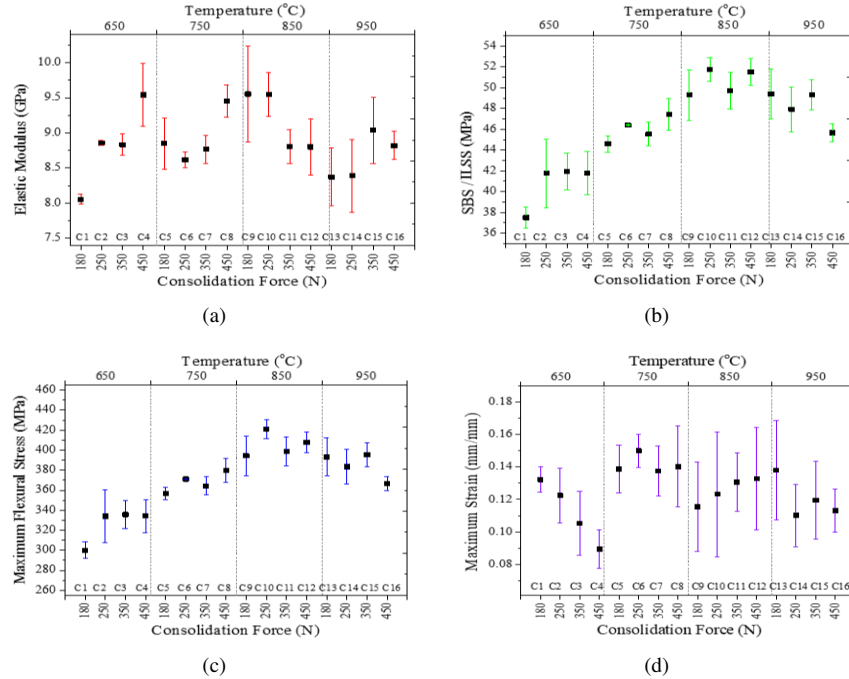 Temperature (°C)
650 750 850 950
Elastic Modulus (GPa)
10.0
9.5
9.0
8.5
8.0
7.5
C1 C2 C3 C4 C5 C6 C7 C8 C9 C10 C11 C12 C13 C14 C15 C16
180 250 350 450 180 250 350 450 180 250 350 450 180 250 350 450
Consolidation Force (N)
(a)
Temperature (°C)
650 750 850 950
SBS / ILSS (MPa)
54
52
50
48
46
44
42
40
38
36
C1 C2 C3 C4 C5 C6 C7 C8 C9 C10 C11 C12 C13 C14 C15 C16
180 250 350 450 180 250 350 450 180 250 350 450 180 250 350 450
Consolidation Force (N)
(b)
Temperature (°C)
650 750 850 950
Maximum Flexural Stress (MPa)
460
440
420
400
380
360
340
320
300
280
260
C1 C2 C3 C4 C5 C6 C7 C8 C9 C10 C11 C12 C13 C14 C15 C16
180 250 350 450 180 250 350 450 180 250 350 450 180 250 350 450
Consolidation Force (N)
(c)
Temperature (°C)
650 750 850 950
Maximum Strain (mm/mm)
0.18
0.16
0.14
0.12
0.10
0.08
C1 C2 C3 C4 C5 C6 C7 C8 C9 C10 C11 C12 C13 C14 C15 C16
180 250 350 450 180 250 350 450 180 250 350 450 180 250 350 450
Consolidation Force (N)
(d)